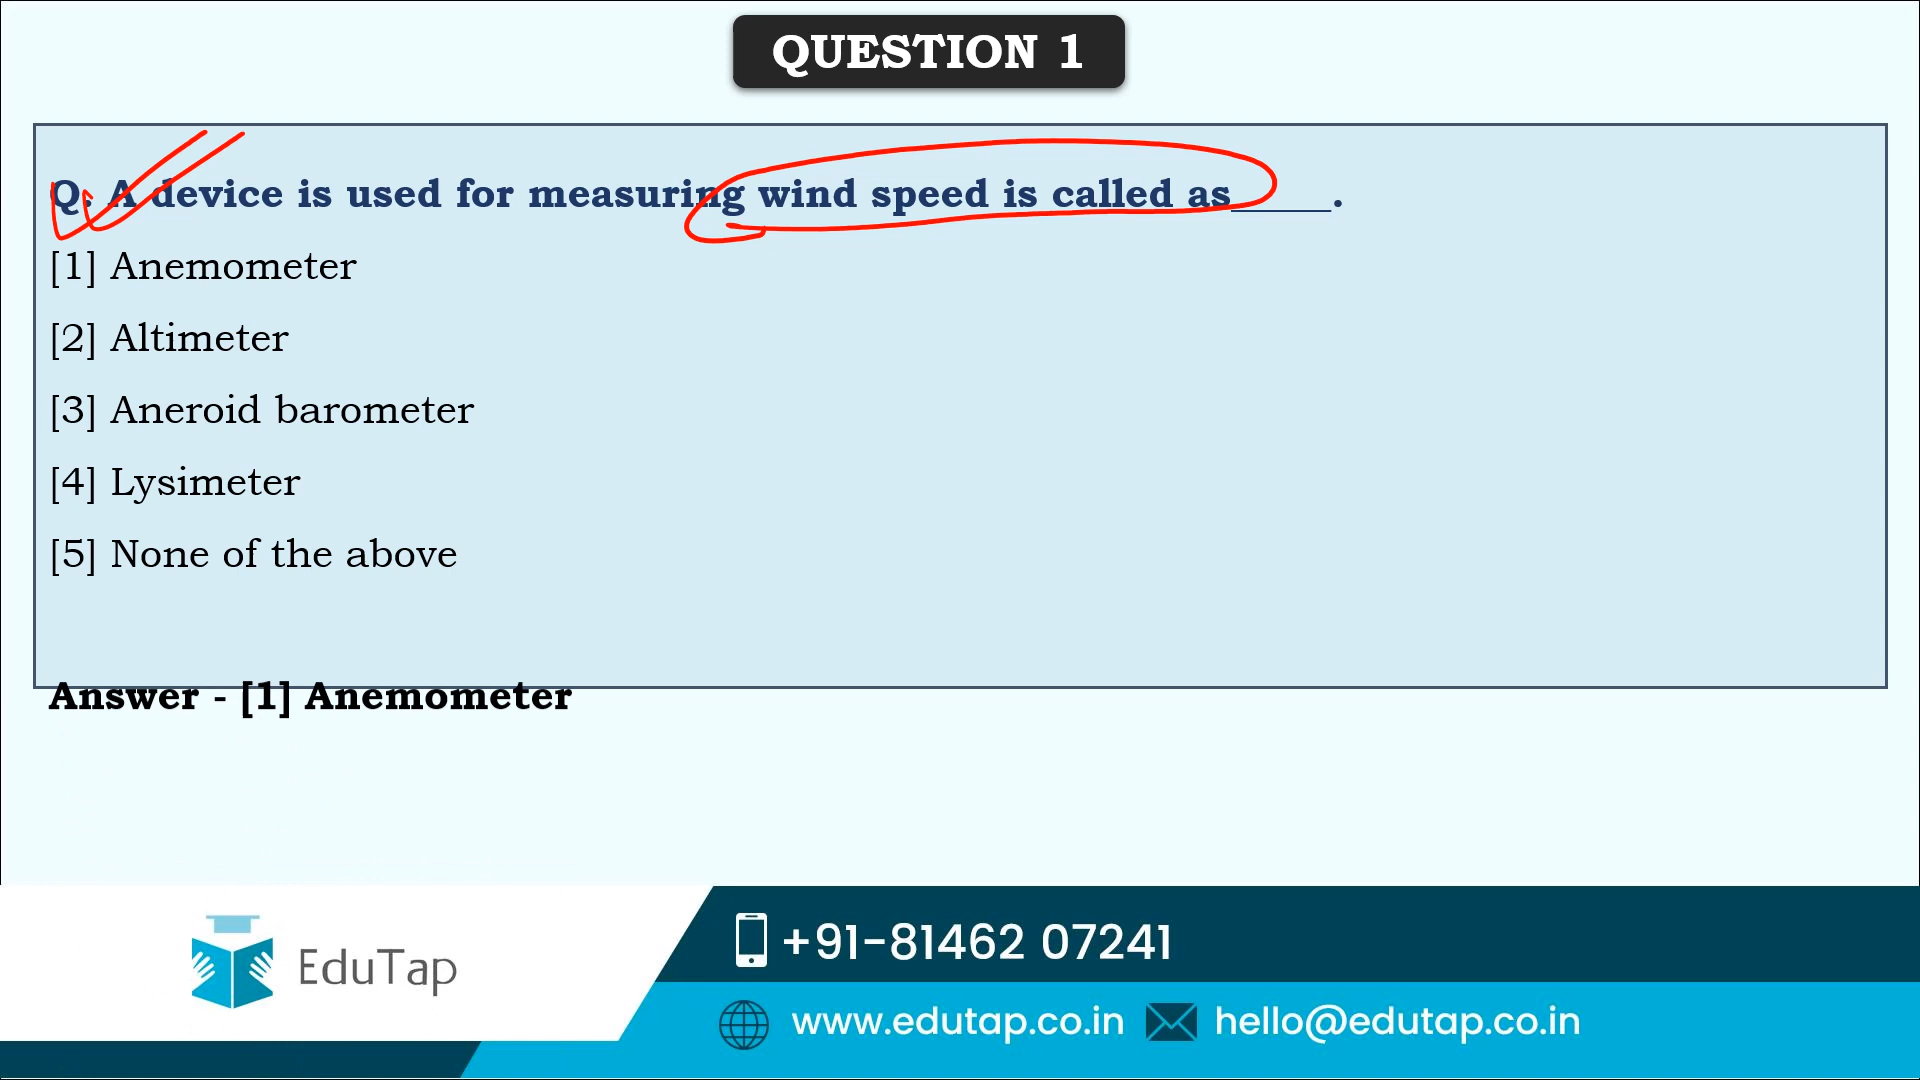 QUESTION 1
Q. A device is used for measuring wind speed is called as_____.
[1] Anemometer
[2] Altimeter
[3] Aneroid barometer
[4] Lysimeter
[5] None of the above
Answer - [1] Anemometer
EduTap
+91-81462 07241
www.edutap.co.in hello@edutap.co.in